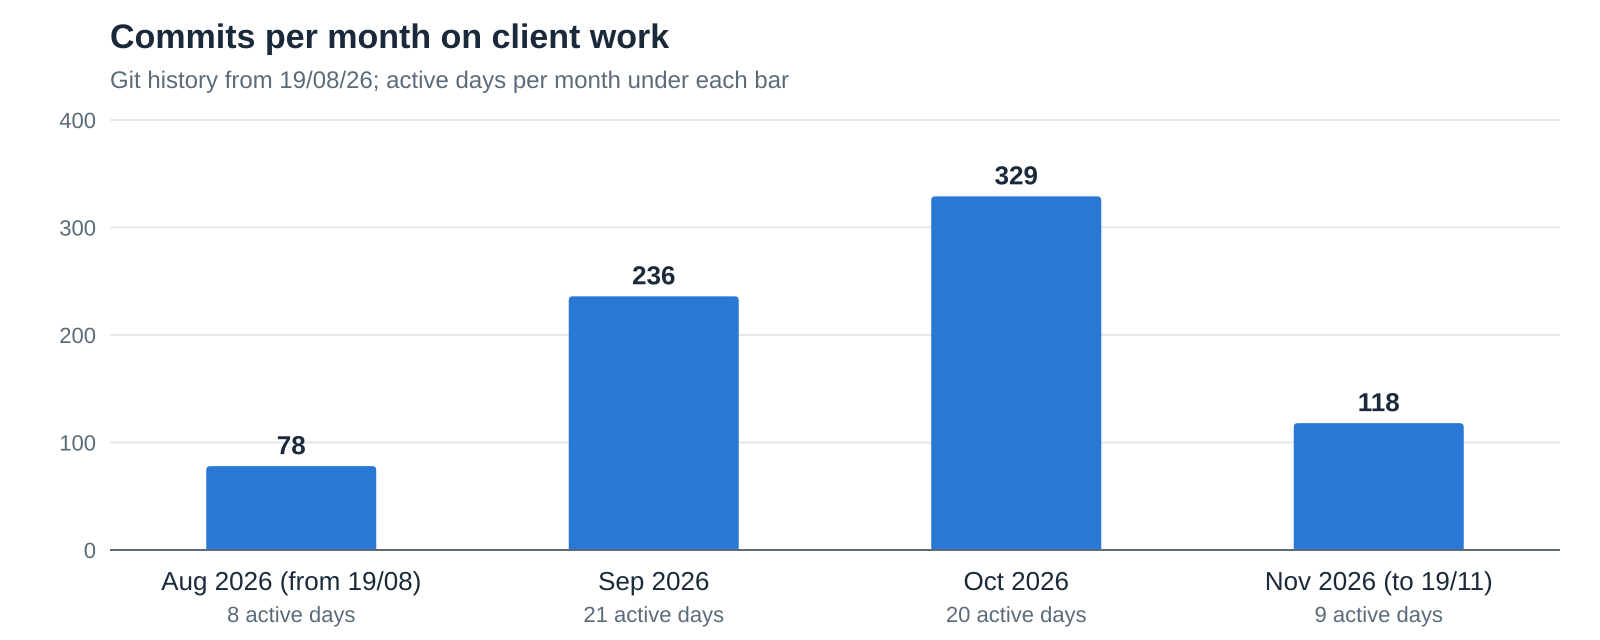 Commits per month on client work
Git history from 19/08/26; active days per month under each bar
400
300
200
100
0
78
236
329
118
Aug 2026 (from 19/08)
8 active days
Sep 2026
21 active days
Oct 2026
20 active days
Nov 2026 (to 19/11)
9 active days